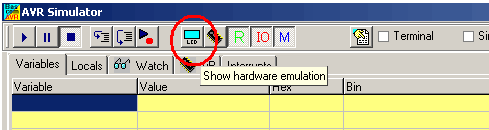 AVR Simulator
LCD R IO M Terminal Si
Variables Locals Watch Interrupts
Show hardware emulation
Variable Value Hex Bin